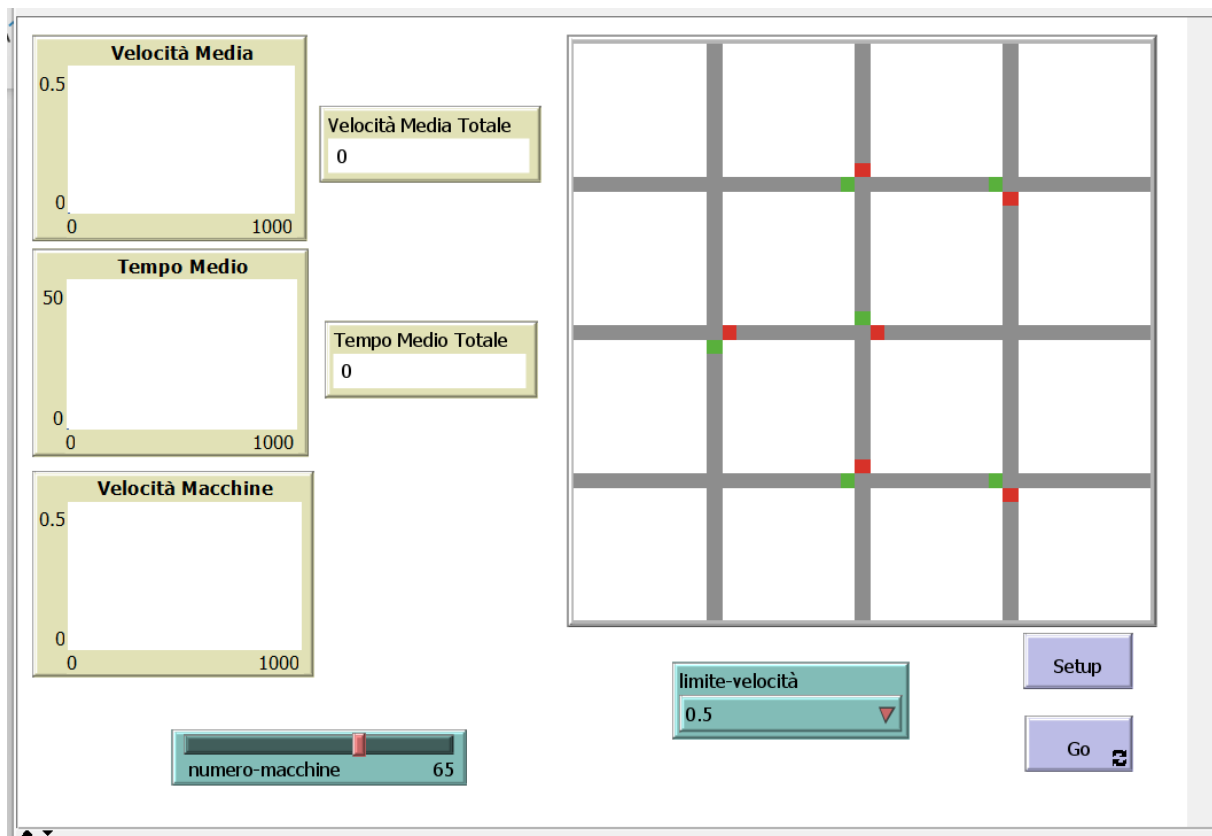 Velocità Media
0.5
0
0 1000
Velocità Media Totale
0
Tempo Medio
50
0
0 1000
Tempo Medio Totale
0
Velocità Macchine
0.5
0
0 1000
numero-macchine 65
limite-velocità
0.5
Setup
Go